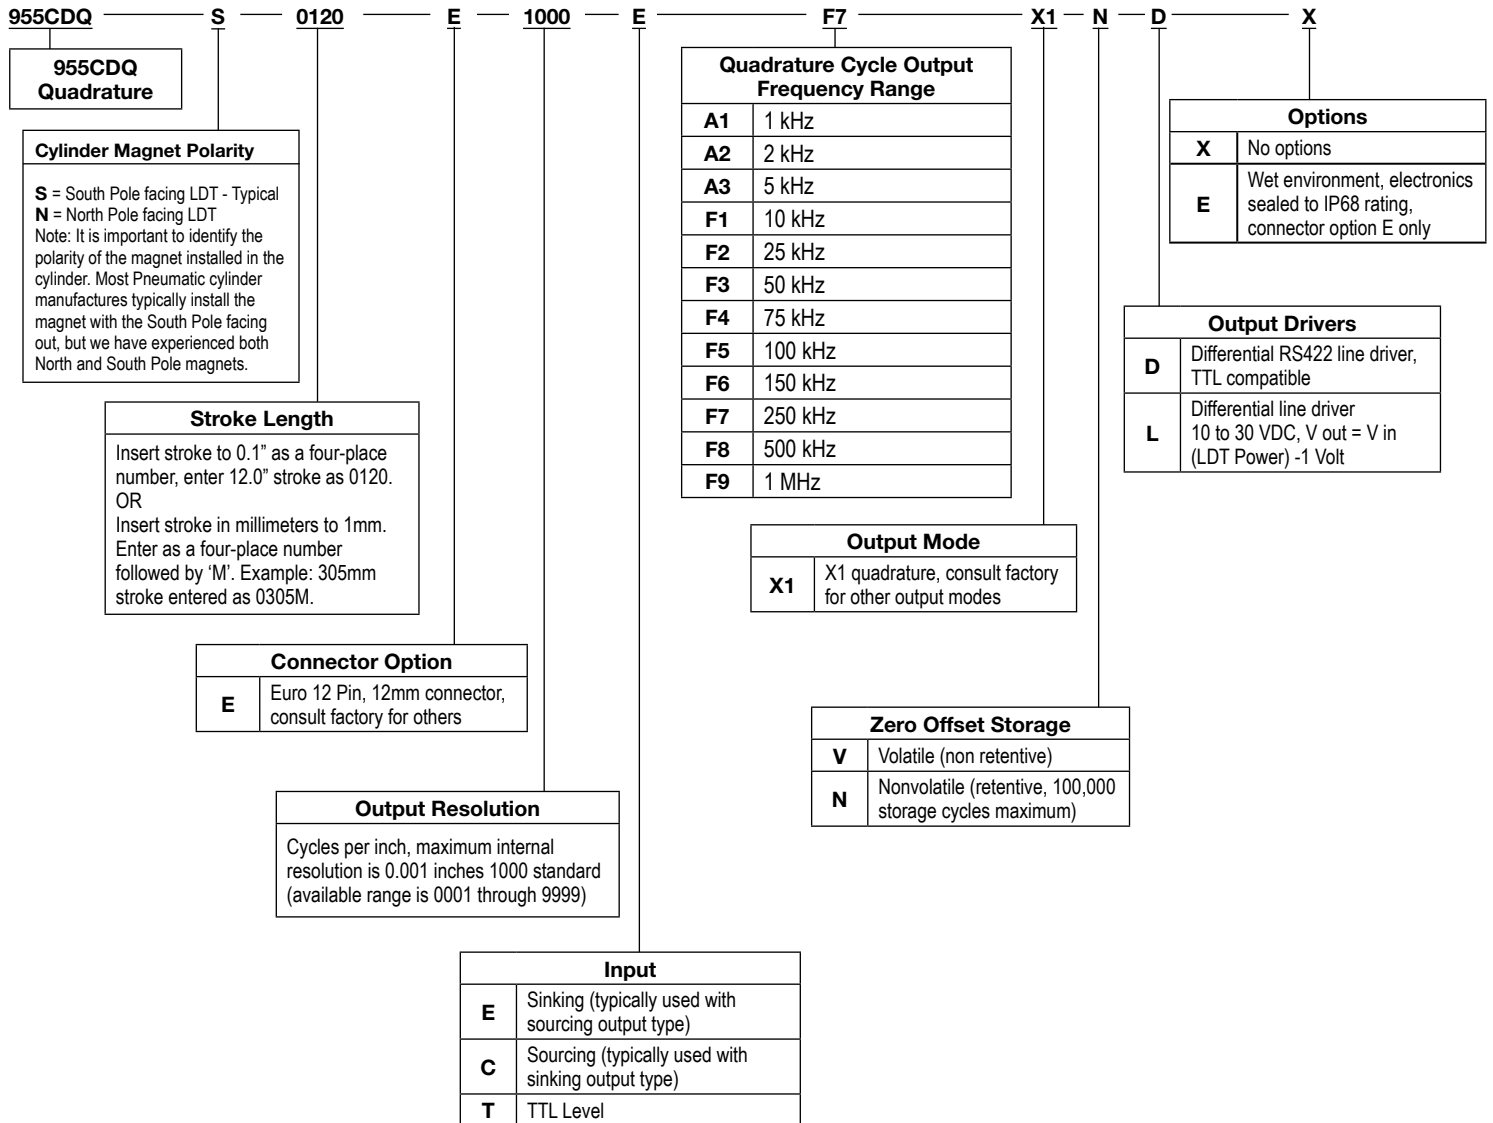 955CDQ S 0120 E 1000 E F7 X1 N D X
955CDQ
Quadrature
Cylinder Magnet Polarity
S = South Pole facing LDT - Typical
N = North Pole facing LDT
Note: It is important to identify the
polarity of the magnet installed in the
cylinder. Most Pneumatic cylinder
manufactures typically install the
magnet with the South Pole facing
out, but we have experienced both
North and South Pole magnets.
Stroke Length
Insert stroke to 0.1” as a four-place
number, enter 12.0” stroke as 0120.
OR
Insert stroke in millimeters to 1mm.
Enter as a four-place number
followed by ‘M’. Example: 305mm
stroke entered as 0305M.
Connector Option
E Euro 12 Pin, 12mm connector,
consult factory for others
Output Resolution
Cycles per inch, maximum internal
resolution is 0.001 inches 1000 standard
(available range is 0001 through 9999)
Input
E Sinking (typically used with
sourcing output type)
C Sourcing (typically used with
sinking output type)
T TTL Level
Quadrature Cycle Output
Frequency Range
A1 1 kHz
A2 2 kHz
A3 5 kHz
F1 10 kHz
F2 25 kHz
F3 50 kHz
F4 75 kHz
F5 100 kHz
F6 150 kHz
F7 250 kHz
F8 500 kHz
F9 1 MHz
Output Mode
X1 X1 quadrature, consult factory
for other output modes
Zero Offset Storage
V Volatile (non retentive)
N Nonvolatile (retentive, 100,000
storage cycles maximum)
Output Drivers
D Differential RS422 line driver,
TTL compatible
L Differential line driver
10 to 30 VDC, V out = V in
(LDT Power) -1 Volt
Options
X No options
E Wet environment, electronics
sealed to IP68 rating,
connector option E only